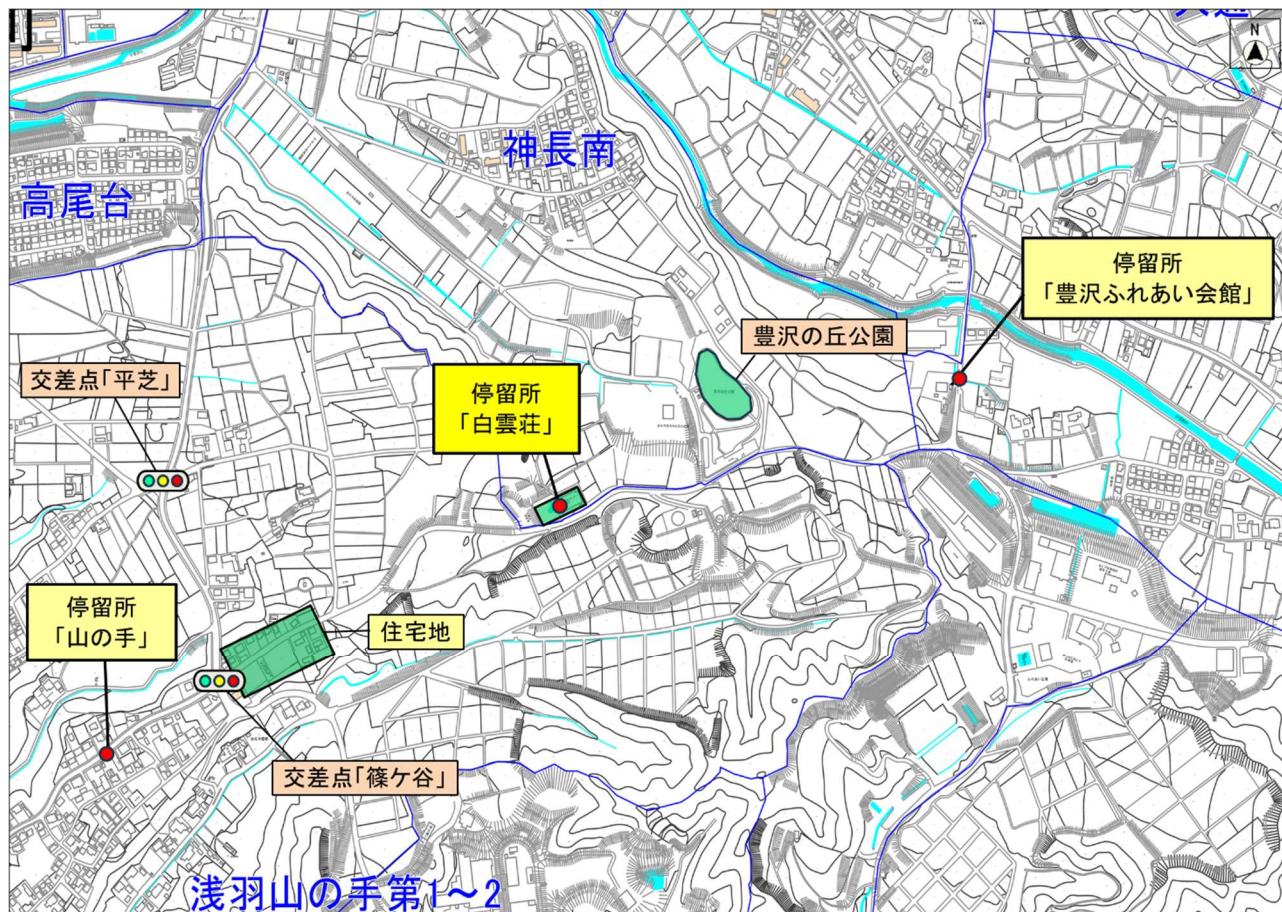 N
神長南
高尾台
停留所
「豊沢ふれあい会館」
豊沢の丘公園
交差点「平芝」
停留所
「白雲荘」
停留所
「山の手」
住宅地
交差点「篠ケ谷」
浅羽山の手第1~2